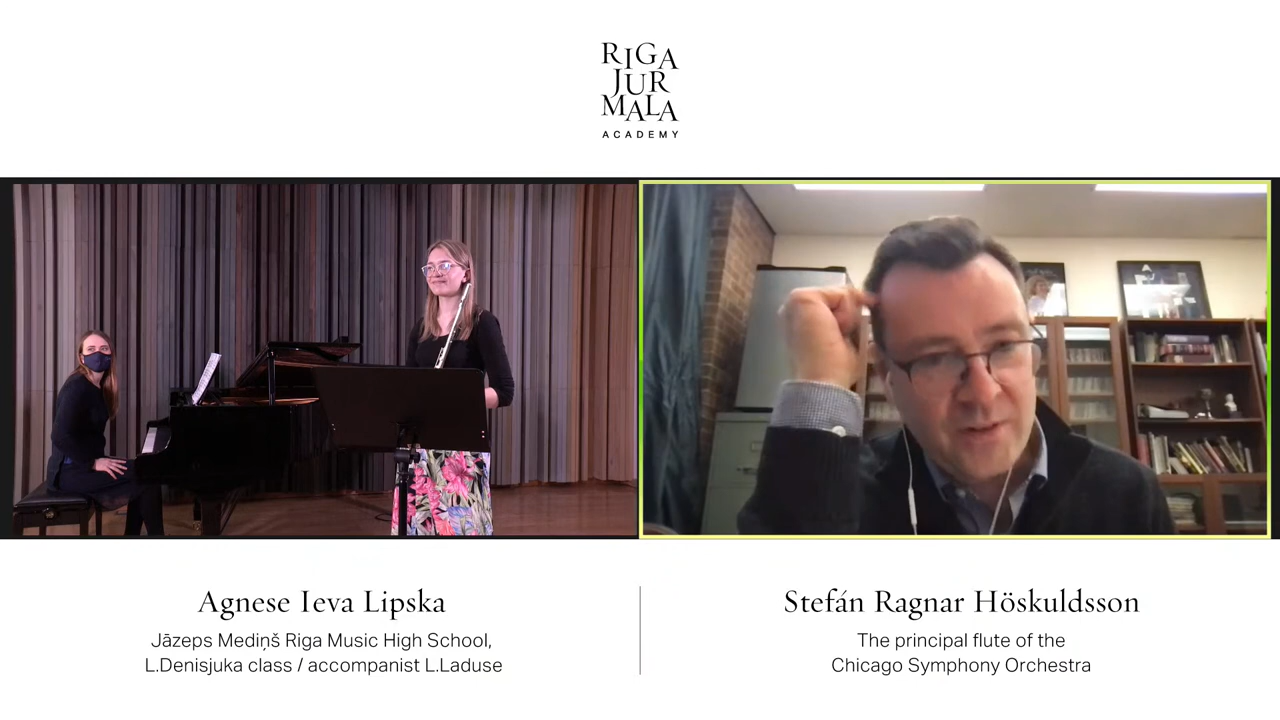 RIGA
JUR
MALA
ACADEMY
Agnese Ieva Lipska
Jāzeps Mediņš Riga Music High School,
L.Denisjuka class / accompanist L.Laduse
Stefán Ragnar Höskuldsson
The principal flute of the
Chicago Symphony Orchestra